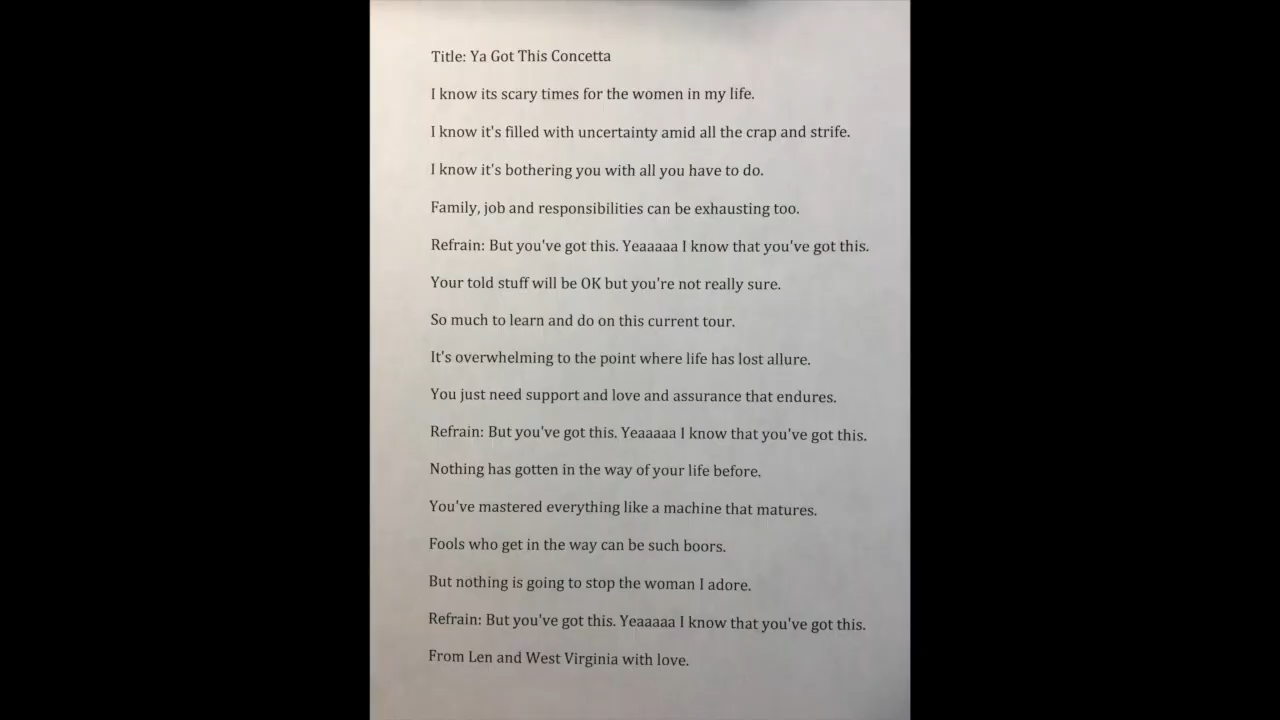 Title: Ya Got This Concetta
I know its scary times for the women in my life.
I know it's filled with uncertainty amid all the crap and strife.
I know it's bothering you with all you have to do.
Family, job and responsibilities can be exhausting too.
Refrain: But you've got this. Yeaaaaa I know that you've got this.
Your told stuff will be OK but you're not really sure.
So much to learn and do on this current tour.
It's overwhelming to the point where life has lost allure.
You just need support and love and assurance that endures.
Refrain: But you've got this. Yeaaaaa I know that you've got this.
Nothing has gotten in the way of your life before.
You've mastered everything like a machine that matures.
Fools who get in the way can be such boors.
But nothing is going to stop the woman I adore.
Refrain: But you've got this. Yeaaaaa I know that you've got this.
From Len and West Virginia with love.